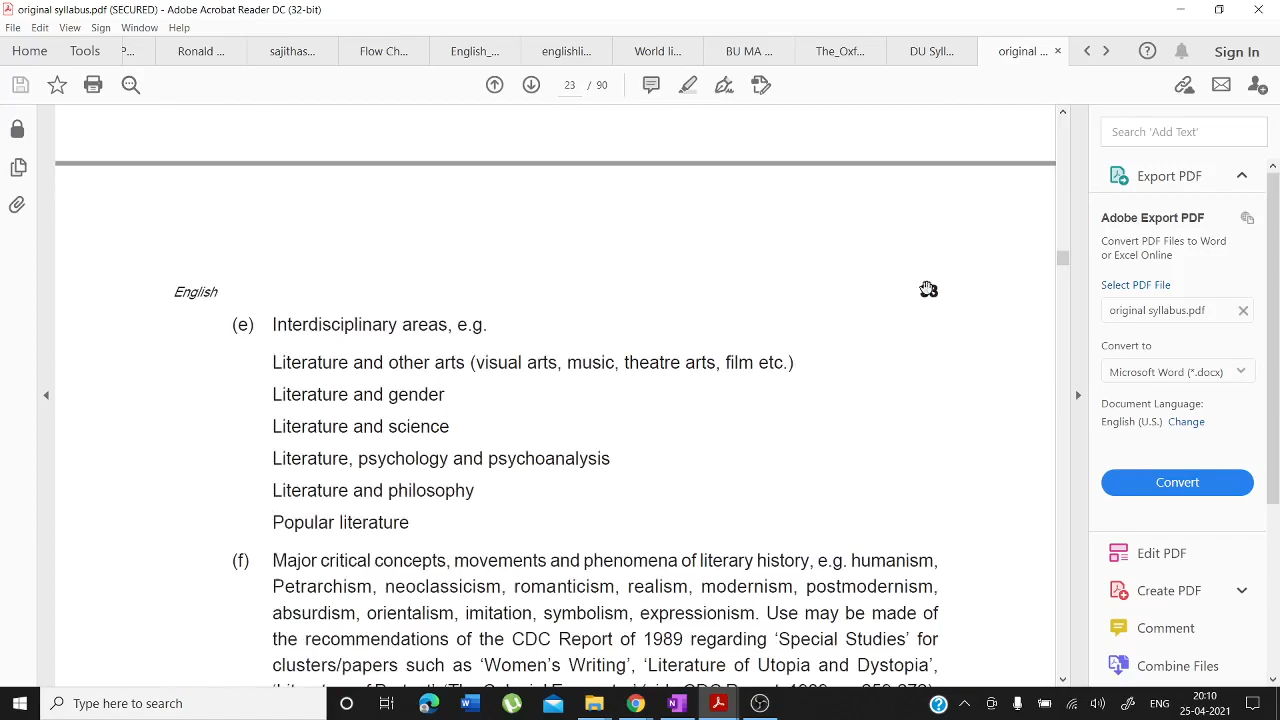 original syllabus.pdf (SECURED) - Adobe Acrobat Reader DC (32-bit)
File Edit View Sign Window Help
Home Tools P... Ronald ... sajithas... Flow Ch... English_... englishli... World li... BU MA ... The_Oxf... DU Syll... original ... × Sign In
23 / 90
Search 'Add Text'
Export PDF
Adobe Export PDF
Convert PDF Files to Word
or Excel Online
Select PDF File
original syllabus.pdf
Convert to
Microsoft Word (*.docx)
Document Language:
English (U.S.) Change
Convert
Edit PDF
Create PDF
Comment
Combine Files
English
(e) Interdisciplinary areas, e.g.
Literature and other arts (visual arts, music, theatre arts, film etc.)
Literature and gender
Literature and science
Literature, psychology and psychoanalysis
Literature and philosophy
Popular literature
(f) Major critical concepts, movements and phenomena of literary history, e.g. humanism,
Petrarchism, neoclassicism, romanticism, realism, modernism, postmodernism,
absurdism, orientalism, imitation, symbolism, expressionism. Use may be made of
the recommendations of the CDC Report of 1989 regarding 'Special Studies' for
clusters/papers such as 'Women's Writing', 'Literature of Utopia and Dystopia',
Type here to search
ENG
20:10
25-04-2021